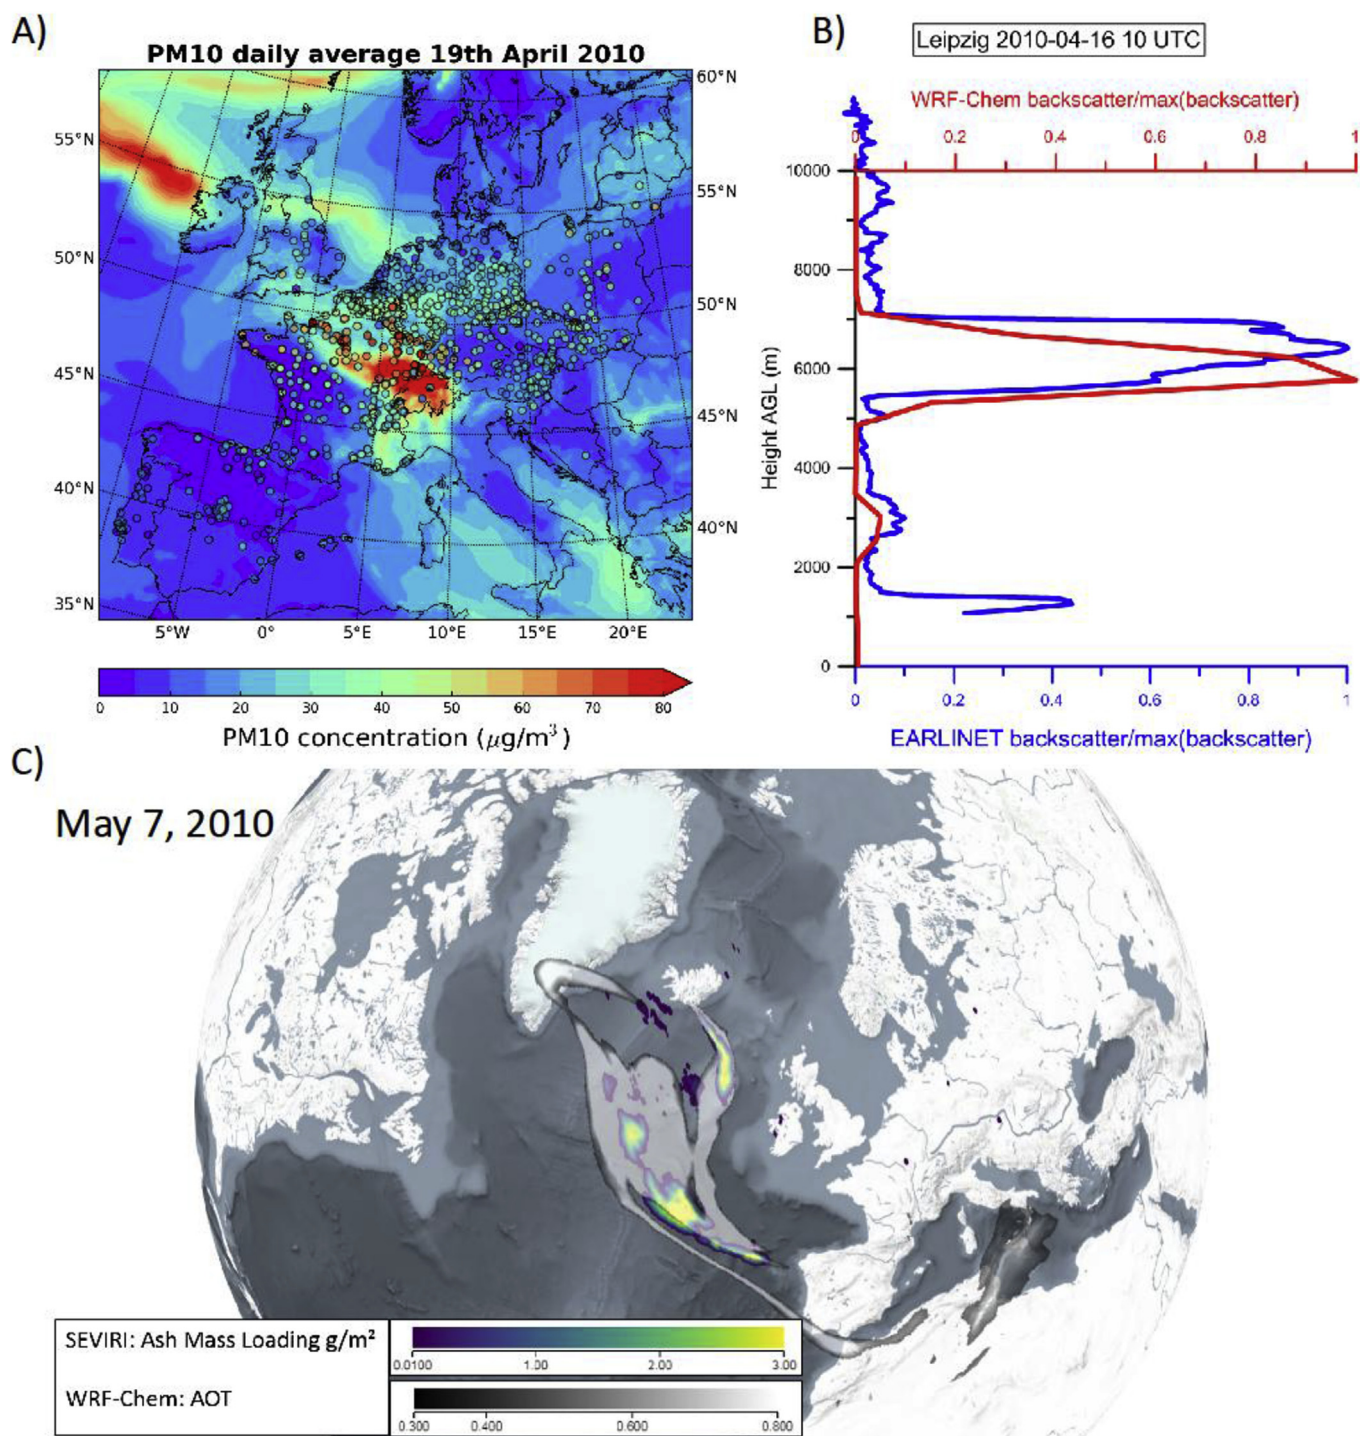 A)
PM10 daily average 19th April 2010
60°N
55°N
55°N
50°N
50°N
45°N
45°N
40°N
40°N
35°N
5°W 0° 5°E 10°E 15°E 20°E
0 10 20 30 40 50 60 70 80
PM10 concentration (μg/m³)
B)
Leipzig 2010-04-16 10 UTC
WRF-Chem backscatter/max(backscatter)
0 0.2 0.4 0.6 0.8 1
10000
8000
6000
4000
2000
0
Height AGL (m)
0 0.2 0.4 0.6 0.8 1
EARLINET backscatter/max(backscatter)
C)
May 7, 2010
SEVIRI: Ash Mass Loading g/m²
0.0100 1.00 2.00 3.00
WRF-Chem: AOT
0.300 0.400 0.600 0.800